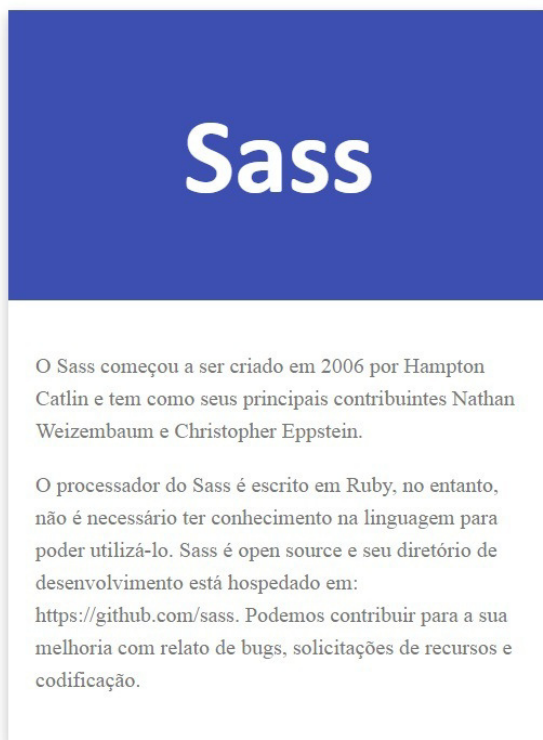 Sass
O Sass começou a ser criado em 2006 por Hampton
Catlin e tem como seus principais contribuintes Nathan
Weizembaum e Christopher Eppstein.
O processador do Sass é escrito em Ruby, no entanto,
não é necessário ter conhecimento na linguagem para
poder utilizá-lo. Sass é open source e seu diretório de
desenvolvimento está hospedado em:
https://github.com/sass. Podemos contribuir para a sua
melhoria com relato de bugs, solicitações de recursos e
codificação.